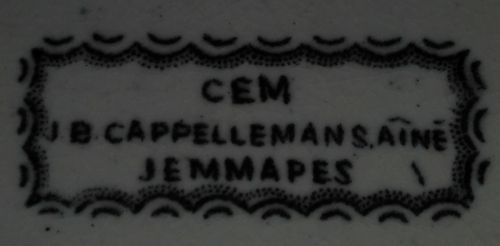 CEM
J B. CAPPELLEMANS. AÎNÉ
JEMMAPES